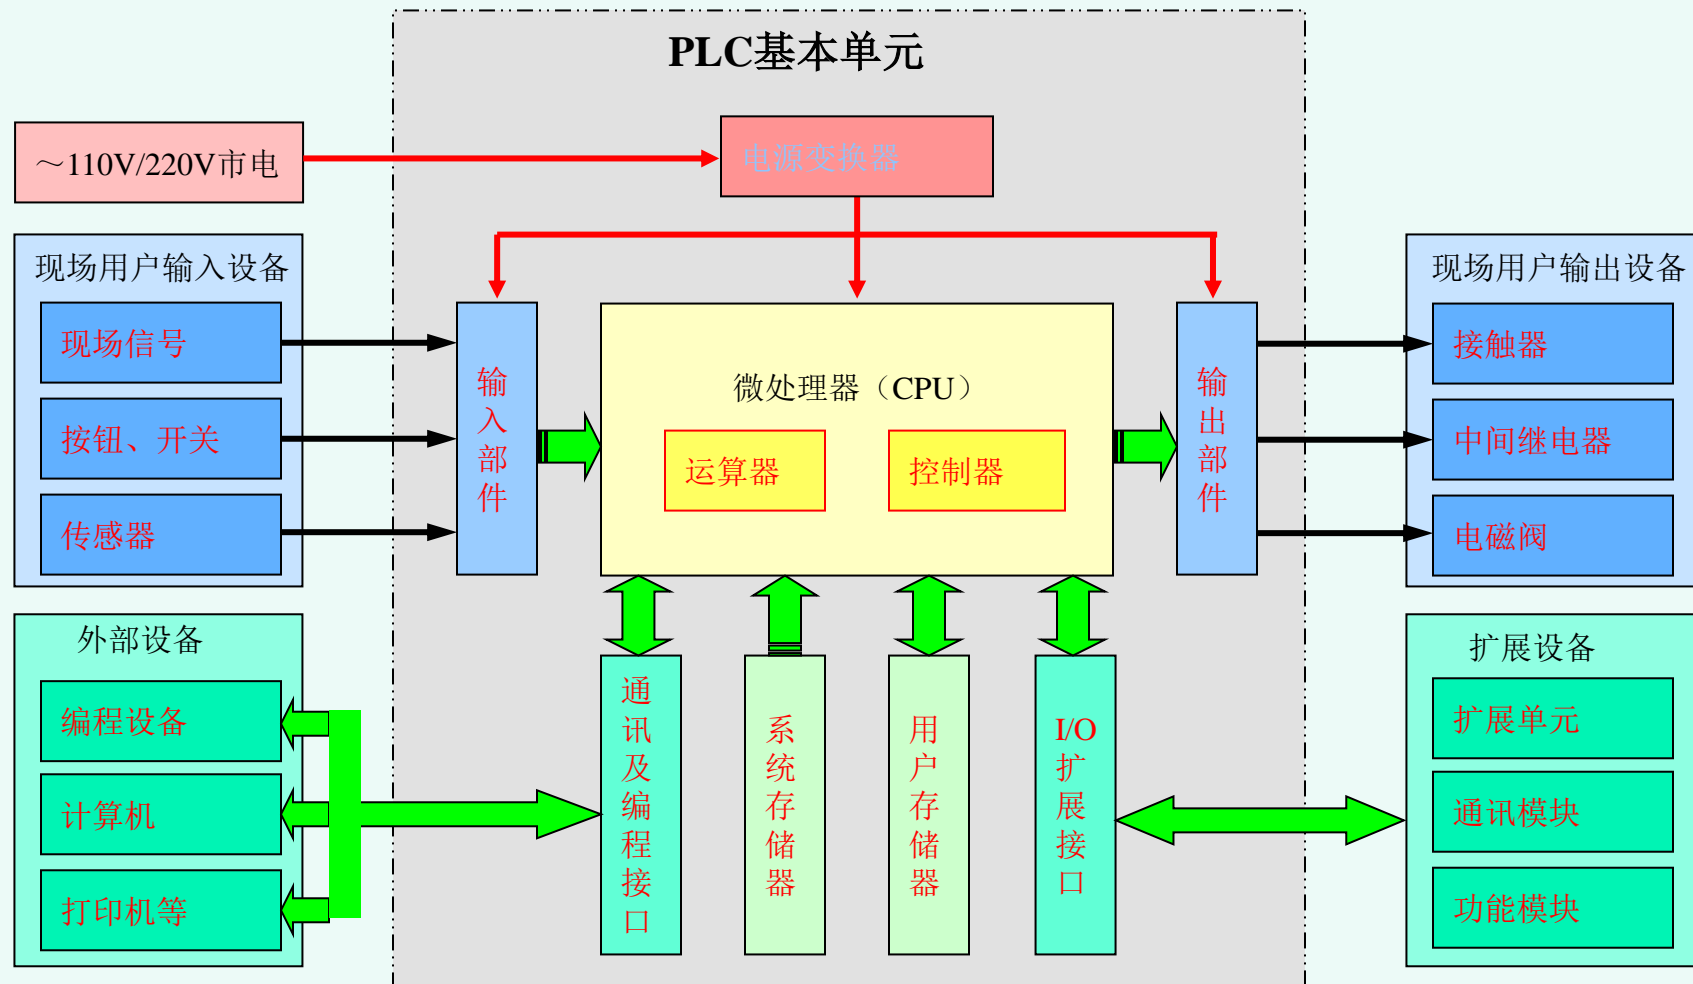 PLC基本单元
～110V/220V市电
电源变换器
现场用户输入设备
现场信号
按钮、开关
传感器
输入部件
微处理器（CPU）
运算器
控制器
输出部件
现场用户输出设备
接触器
中间继电器
电磁阀
外部设备
编程设备
计算机
打印机等
通讯及编程接口
系统存储器
用户存储器
I/O扩展接口
扩展设备
扩展单元
通讯模块
功能模块